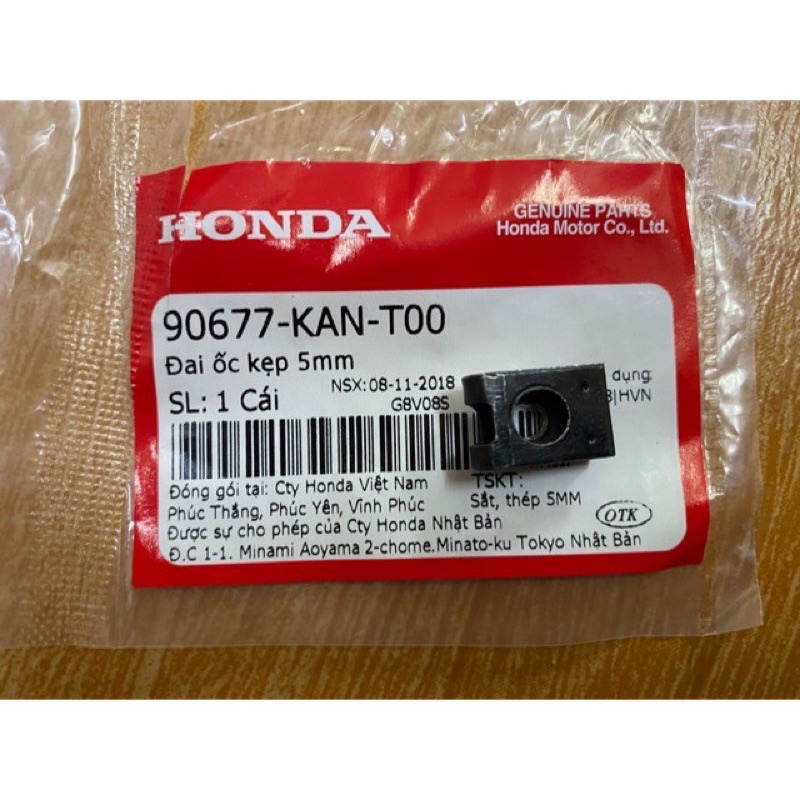 HONDA
GENUINE PARTS
Honda Motor Co., Ltd.
90677-KAN-T00
Đai ốc kẹp 5mm
NSX: 08-11-2018
dụng:
SL: 1 Cái
G8V08S
|HVN
Đóng gói tại: Cty Honda Việt Nam
TSKT:
Phúc Thắng, Phúc Yên, Vĩnh Phúc
Sắt, thép 5MM
Được sự cho phép của Cty Honda Nhật Bản
OTK
Đ.C 1-1. Minami Aoyama 2-chome.Minato-ku Tokyo Nhật Bản